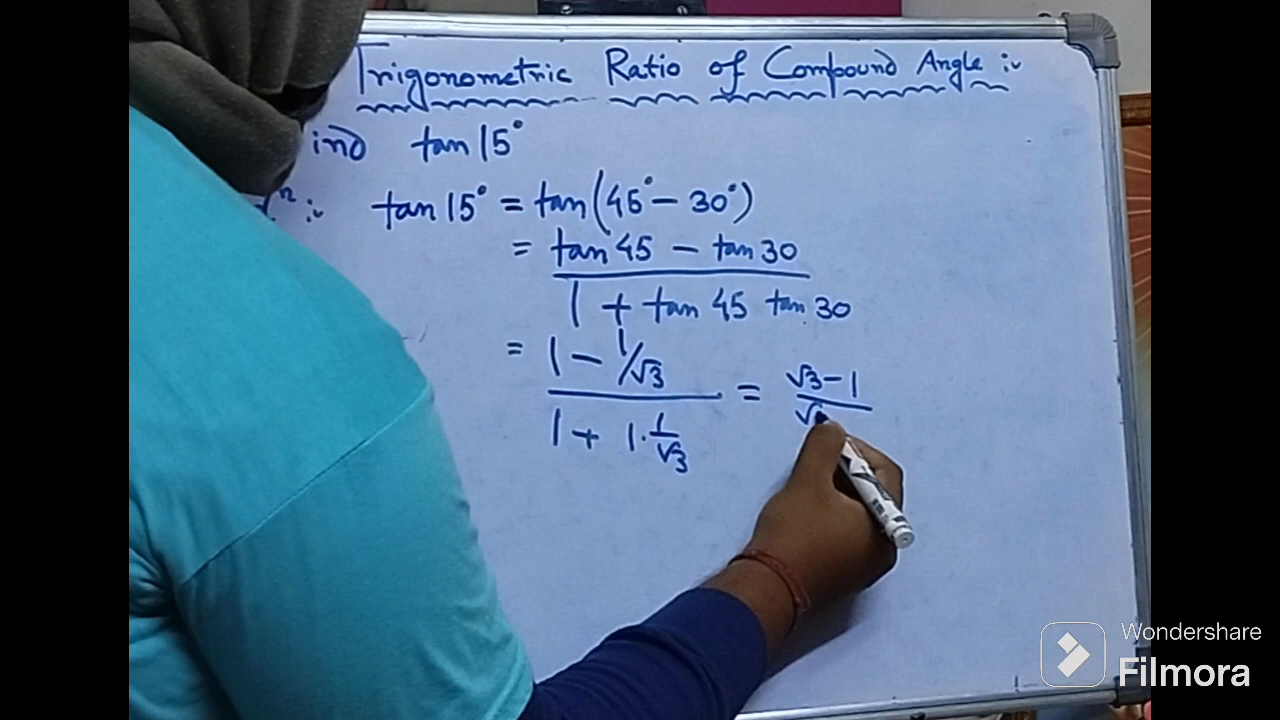 Trigonometric Ratio of Compound Angle :~
ind tan 15°
tan 15° = tan (45° - 30°)
= tan 45 - tan 30
1 + tan 45 tan 30
= 1 - 1/√3 = √3 - 1
1 + 1 . 1/√3
Wondershare
Filmora